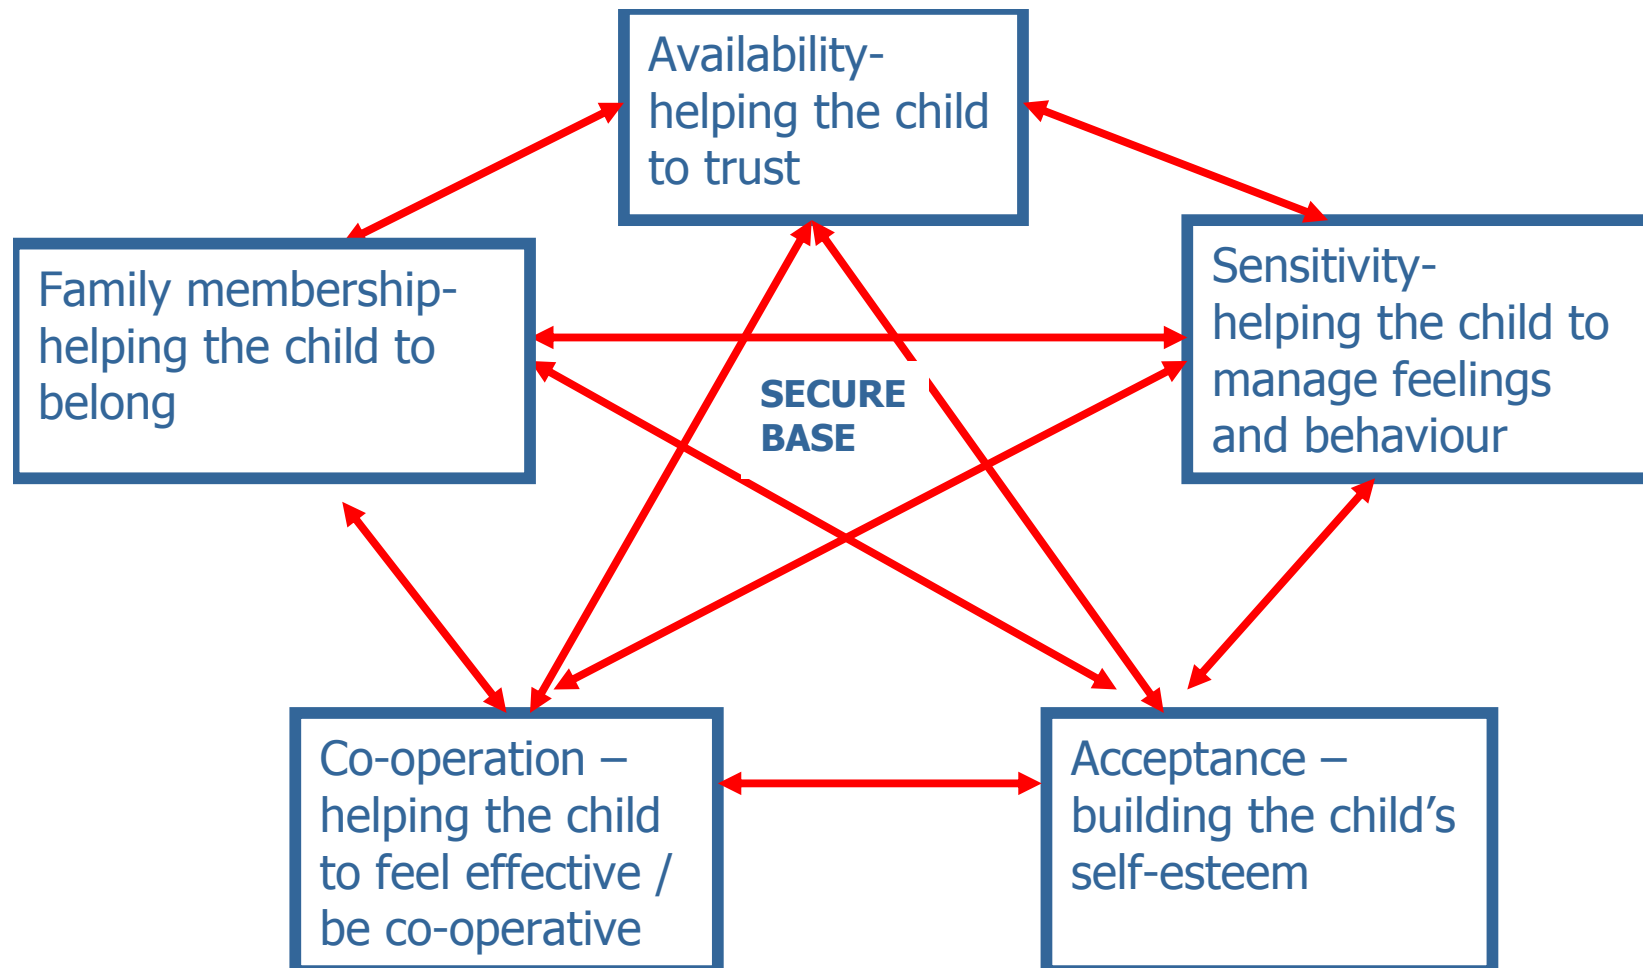 Availability-
helping the child
to trust
Family membership-
helping the child to
belong
Sensitivity-
helping the child to
manage feelings
and behaviour
SECURE
BASE
Co-operation –
helping the child
to feel effective /
be co-operative
Acceptance –
building the child’s
self-esteem